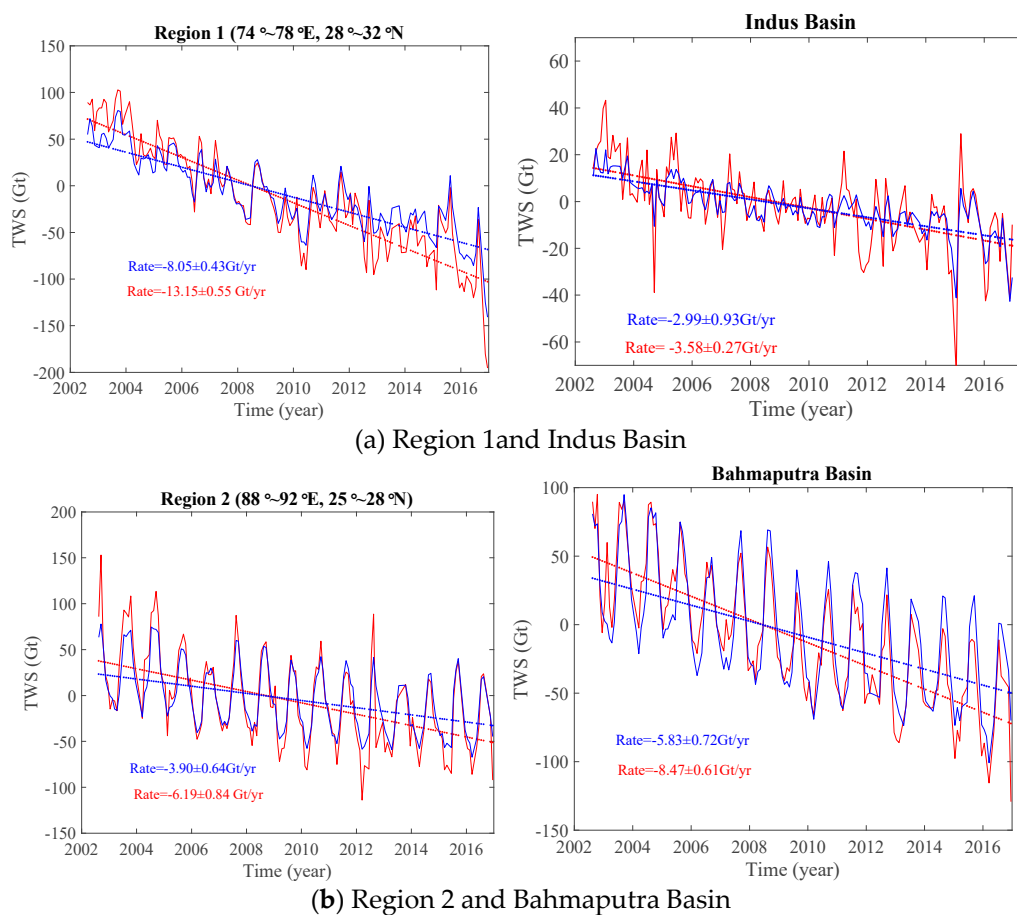 Region 1 (74 °~78 °E, 28 °~32 °N
150
100
50
0
-50
-100
-150
-200
TWS (Gt)
Rate=-8.05±0.43Gt/yr
Rate=-13.15±0.55 Gt/yr
2002 2004 2006 2008 2010 2012 2014 2016
Time (year)
Indus Basin
60
40
20
0
-20
-40
-60
TWS (Gt)
Rate=-2.99±0.93Gt/yr
Rate= -3.58±0.27Gt/yr
2002 2004 2006 2008 2010 2012 2014 2016
Time (year)
(a) Region 1and Indus Basin
Region 2 (88 °~92 °E, 25 °~28 °N)
200
150
100
50
0
-50
-100
-150
TWS (Gt)
Rate=-3.90±0.64Gt/yr
Rate=-6.19±0.84 Gt/yr
2002 2004 2006 2008 2010 2012 2014 2016
Time (year)
Bahmaputra Basin
100
50
0
-50
-100
-150
TWS (Gt)
Rate=-5.83±0.72Gt/yr
Rate=-8.47±0.61Gt/yr
2002 2004 2006 2008 2010 2012 2014 2016
Time (year)
(b) Region 2 and Bahmaputra Basin